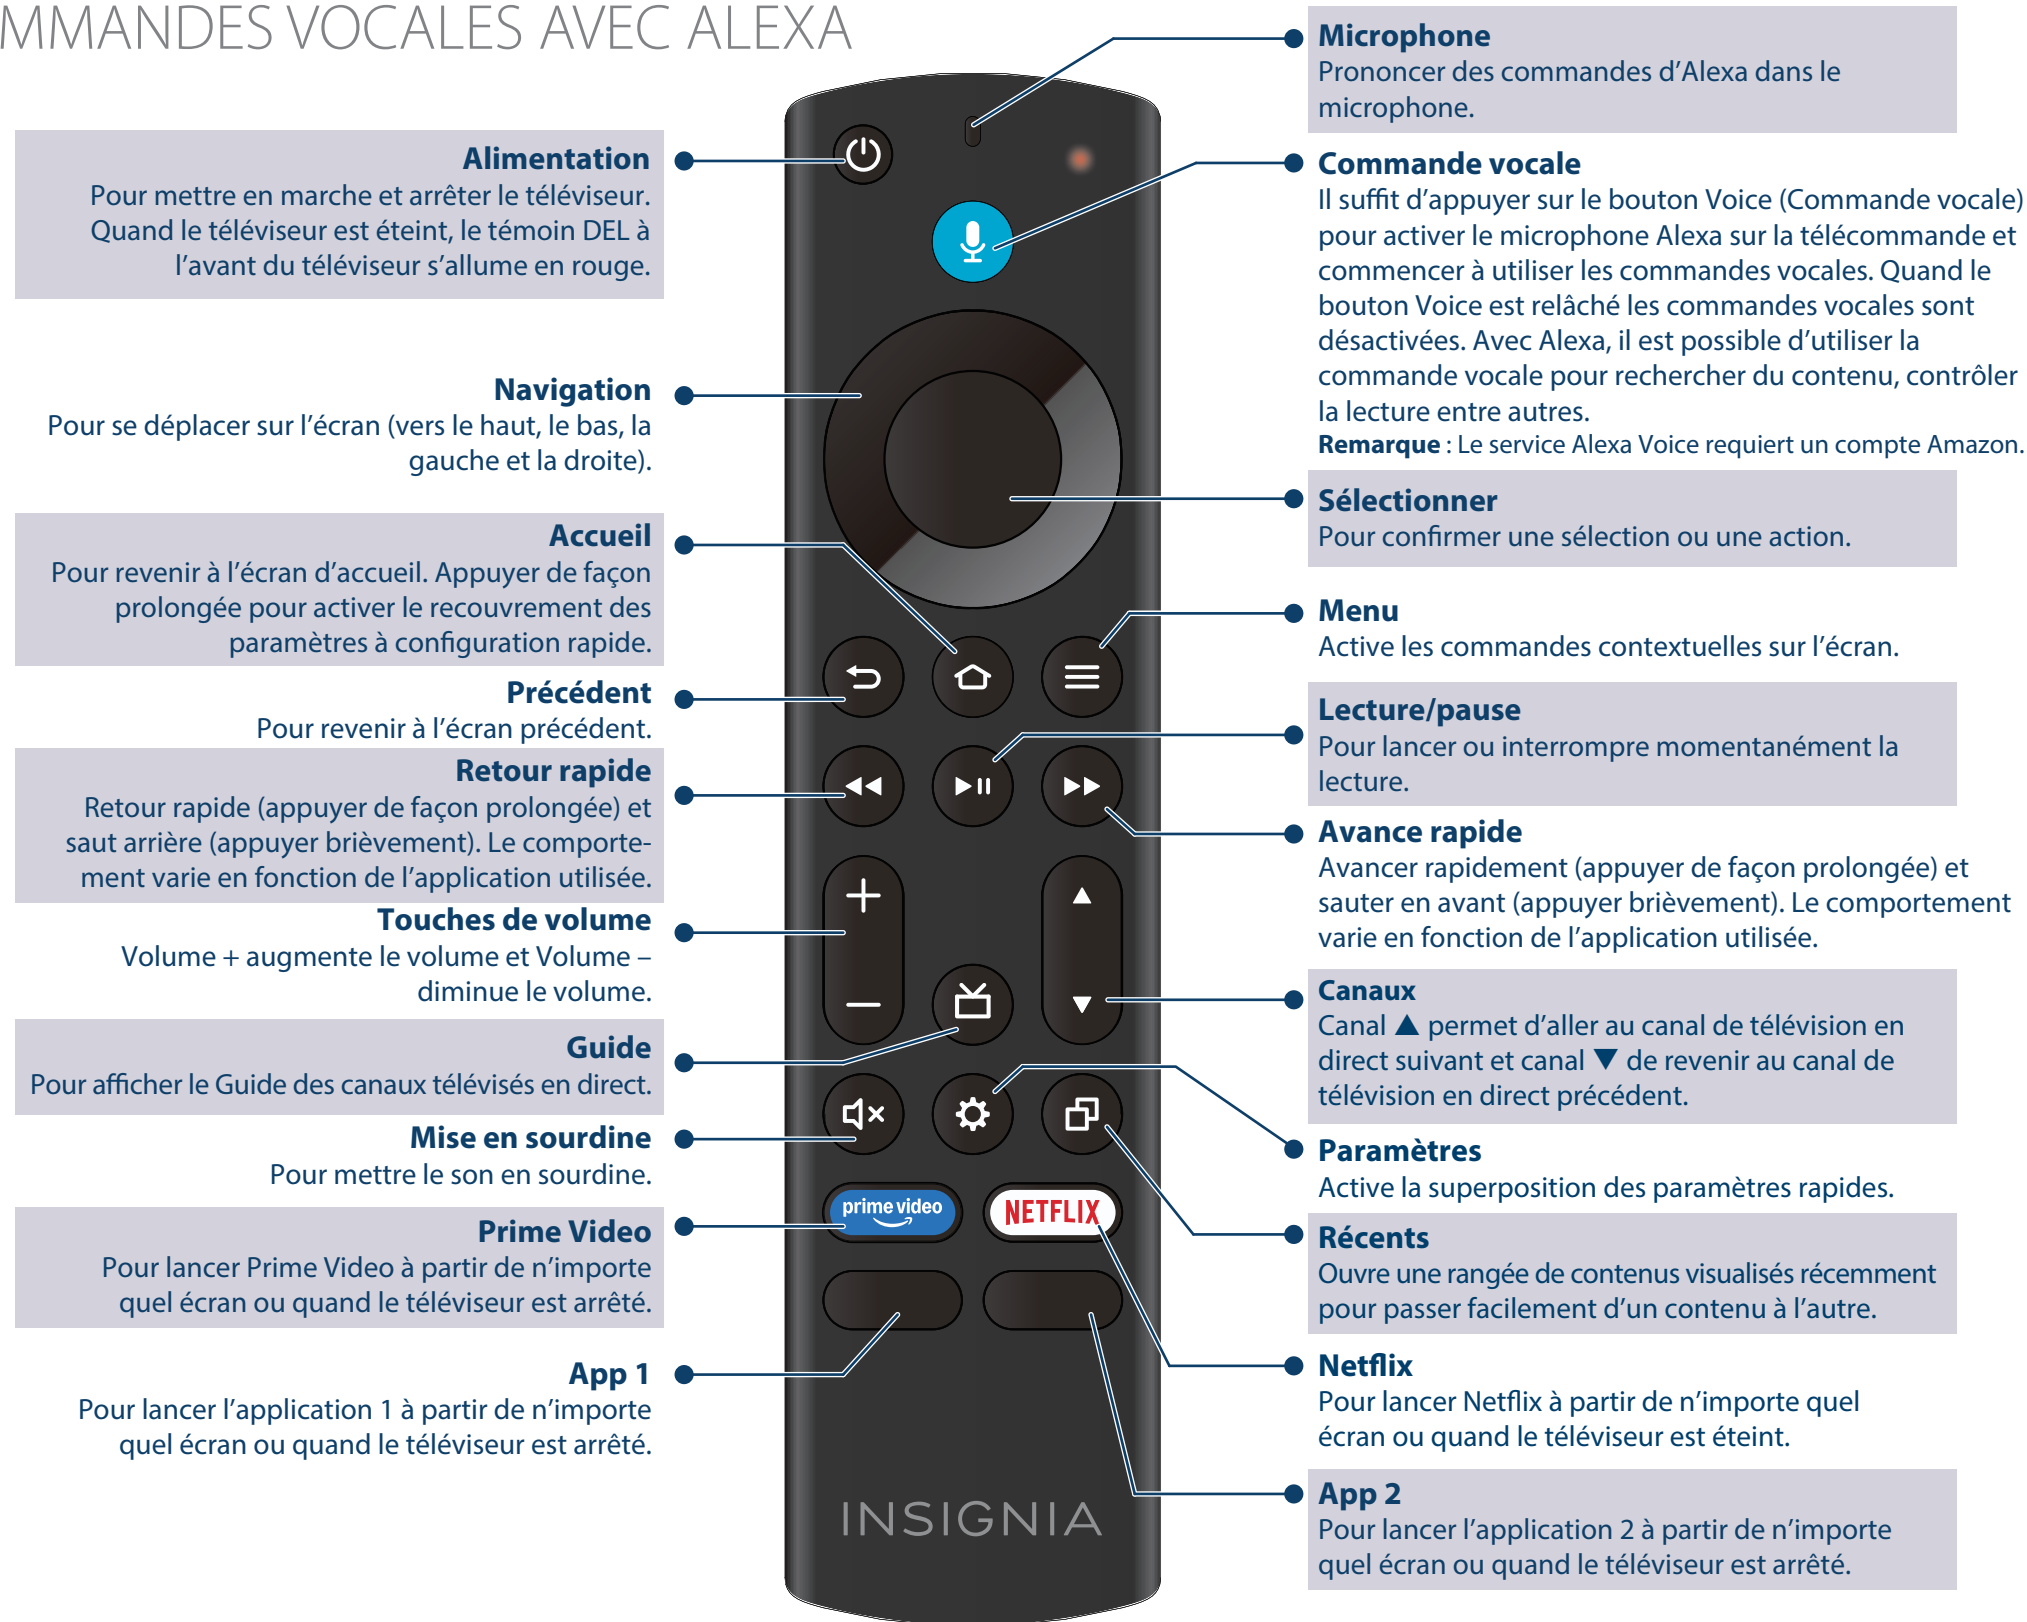 MMANDES VOCALES AVEC ALEXA
Alimentation
Pour mettre en marche et arrêter le téléviseur.
Quand le téléviseur est éteint, le témoin DEL à
l’avant du téléviseur s’allume en rouge.
Navigation
Pour se déplacer sur l’écran (vers le haut, le bas, la
gauche et la droite).
Accueil
Pour revenir à l’écran d’accueil. Appuyer de façon
prolongée pour activer le recouvrement des
paramètres à configuration rapide.
Précédent
Pour revenir à l’écran précédent.
Retour rapide
Retour rapide (appuyer de façon prolongée) et
saut arrière (appuyer brièvement). Le comporte-
ment varie en fonction de l’application utilisée.
Touches de volume
Volume + augmente le volume et Volume –
diminue le volume.
Guide
Pour afficher le Guide des canaux télévisés en direct.
Mise en sourdine
Pour mettre le son en sourdine.
Prime Video
Pour lancer Prime Video à partir de n’importe
quel écran ou quand le téléviseur est arrêté.
App 1
Pour lancer l’application 1 à partir de n’importe
quel écran ou quand le téléviseur est arrêté.
prime video
NETFLIX
INSIGNIA
Microphone
Prononcer des commandes d’Alexa dans le
microphone.
Commande vocale
Il suffit d’appuyer sur le bouton Voice (Commande vocale)
pour activer le microphone Alexa sur la télécommande et
commencer à utiliser les commandes vocales. Quand le
bouton Voice est relâché les commandes vocales sont
désactivées. Avec Alexa, il est possible d’utiliser la
commande vocale pour rechercher du contenu, contrôler
la lecture entre autres.
Remarque : Le service Alexa Voice requiert un compte Amazon.
Sélectionner
Pour confirmer une sélection ou une action.
Menu
Active les commandes contextuelles sur l’écran.
Lecture/pause
Pour lancer ou interrompre momentanément la
lecture.
Avance rapide
Avancer rapidement (appuyer de façon prolongée) et
sauter en avant (appuyer brièvement). Le comportement
varie en fonction de l’application utilisée.
Canaux
Canal ▲ permet d’aller au canal de télévision en
direct suivant et canal ▼ de revenir au canal de
télévision en direct précédent.
Paramètres
Active la superposition des paramètres rapides.
Récents
Ouvre une rangée de contenus visualisés récemment
pour passer facilement d’un contenu à l’autre.
Netflix
Pour lancer Netflix à partir de n’importe quel
écran ou quand le téléviseur est éteint.
App 2
Pour lancer l’application 2 à partir de n’importe
quel écran ou quand le téléviseur est arrêté.